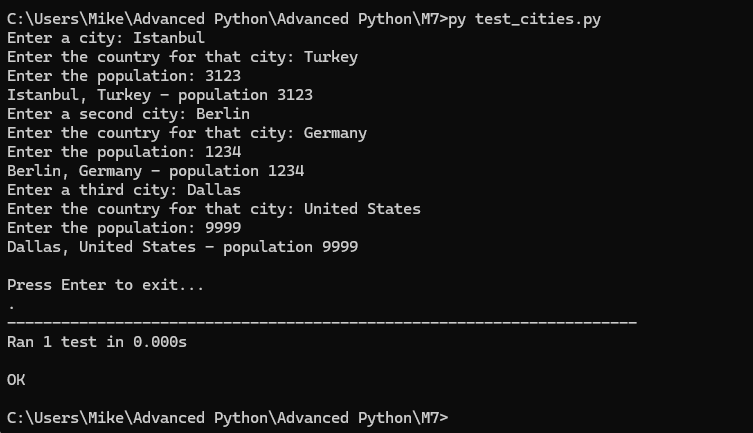 C:\Users\Mike\Advanced Python\Advanced Python\M7>py test_cities.py
Enter a city: Istanbul
Enter the country for that city: Turkey
Enter the population: 3123
Istanbul, Turkey - population 3123
Enter a second city: Berlin
Enter the country for that city: Germany
Enter the population: 1234
Berlin, Germany - population 1234
Enter a third city: Dallas
Enter the country for that city: United States
Enter the population: 9999
Dallas, United States - population 9999
Press Enter to exit...
.
----------------------------------------------------------------------
Ran 1 test in 0.000s
OK
C:\Users\Mike\Advanced Python\Advanced Python\M7>